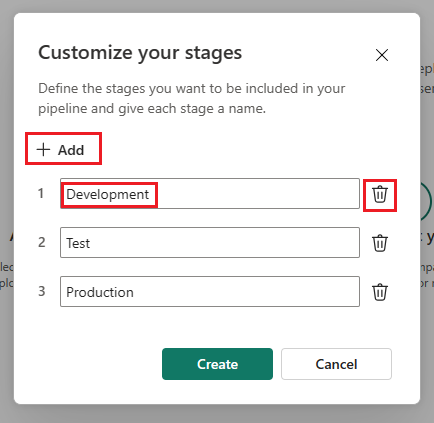 Customize your stages
Define the stages you want to be included in your
pipeline and give each stage a name.
+ Add
1 Development
2 Test
3 Production
Create Cancel